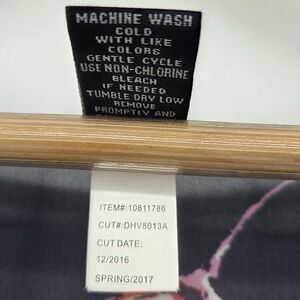 MACHINE WASH
COLD
WITH LIKE
COLORS
GENTLE CYCLE
USE NON-CHLORINE
BLEACH
IF NEEDED
TUMBLE DRY LOW
REMOVE
PROMPTLY AND
ITEM#:10811786
CUT#:DHV8013A
CUT DATE:
12/2016
SPRING/2017